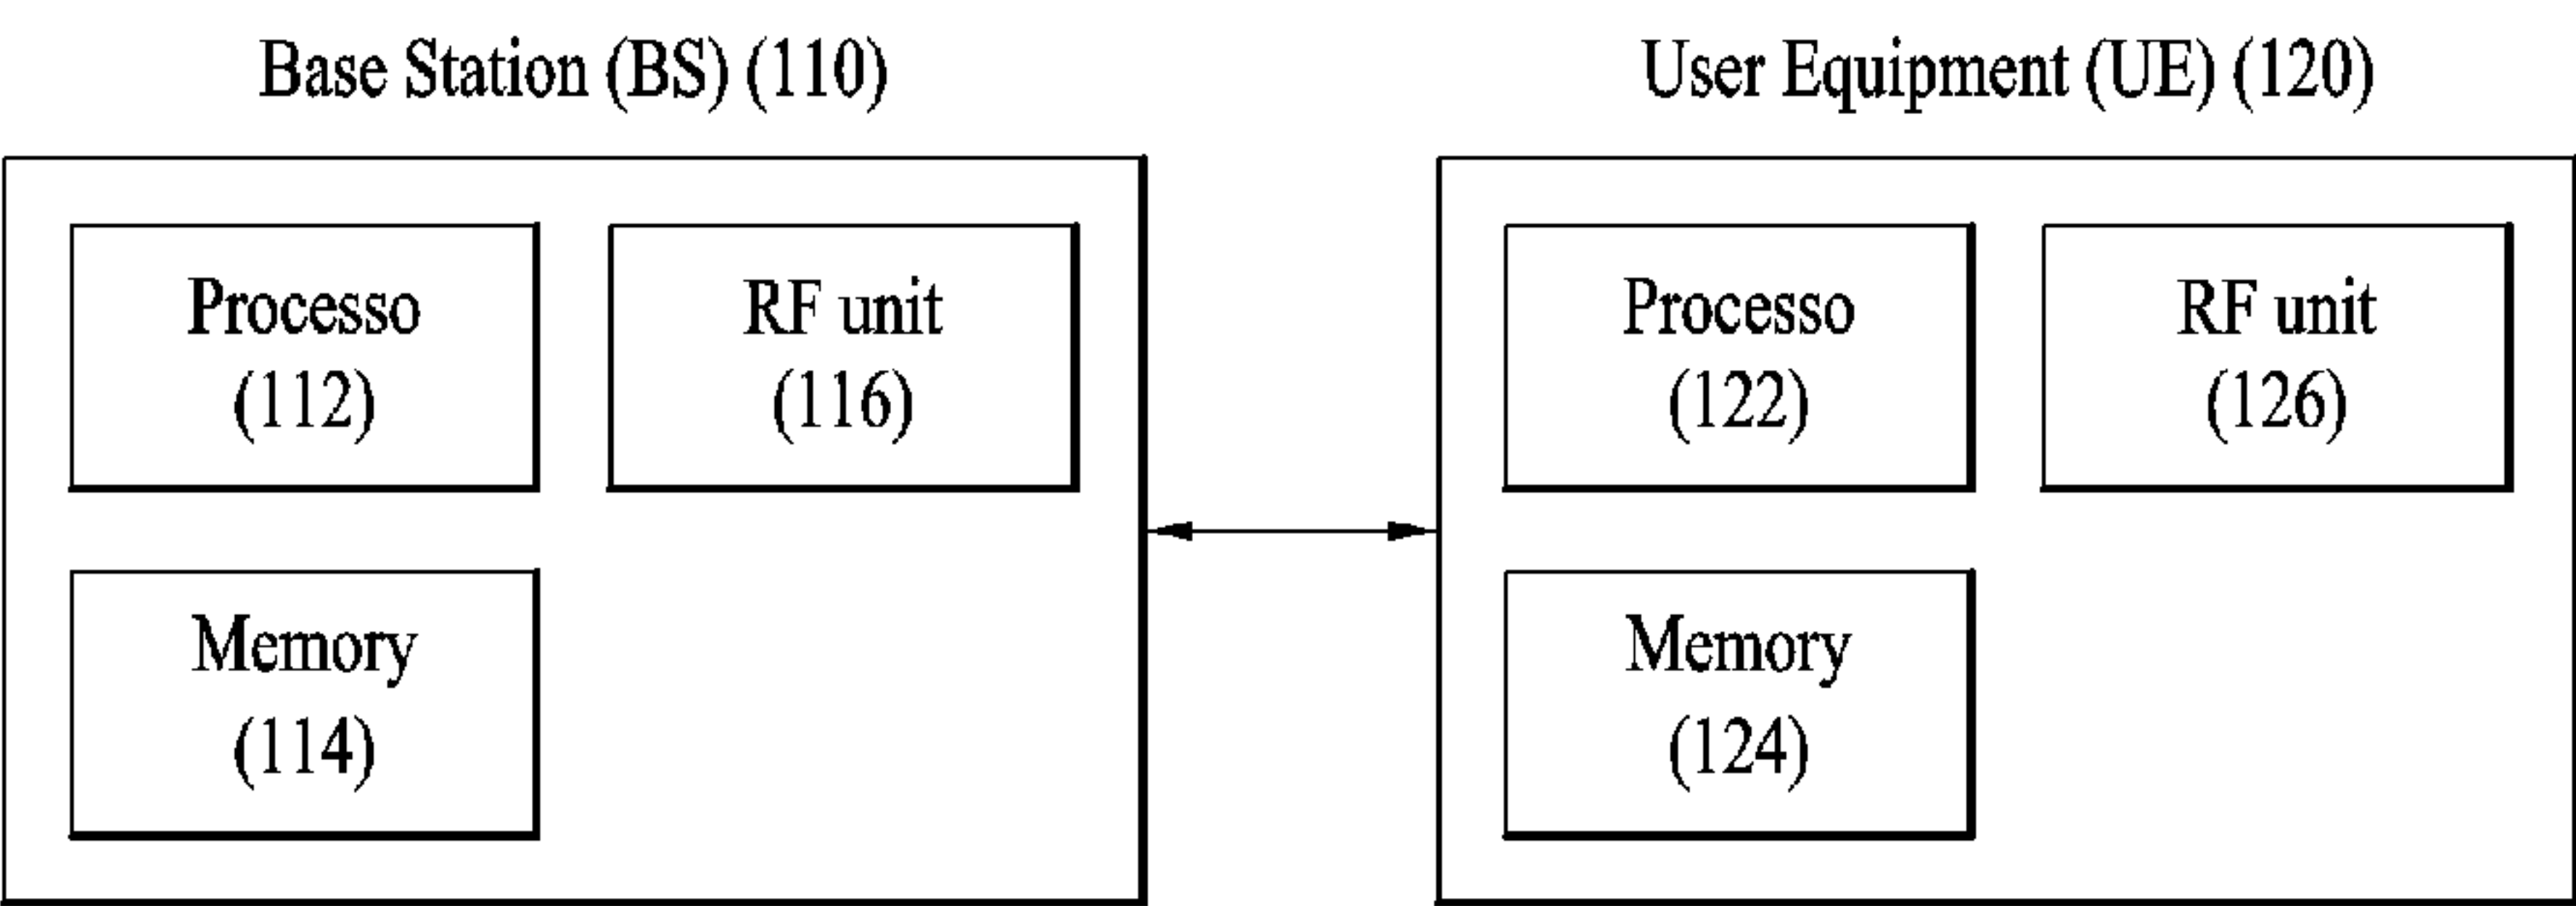 Base Station (BS) (110)
User Equipment (UE) (120)
Processo
(112)
RF unit
(116)
Memory
(114)
Processo
(122)
RF unit
(126)
Memory
(124)